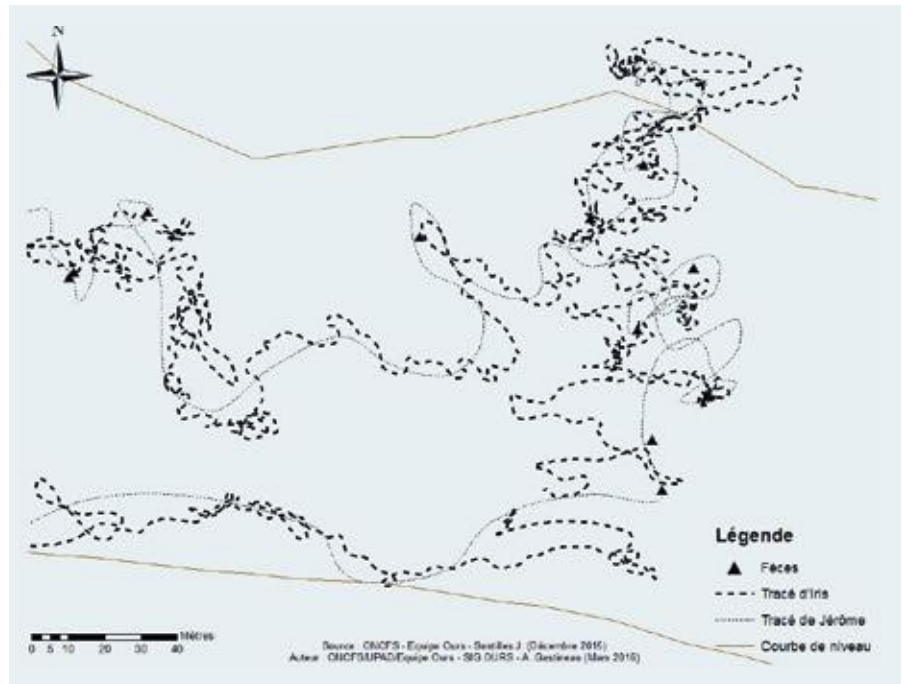 N
Légende
Fèces
Tracé d'Iris
Tracé de Jérôme
Courbe de niveau
Mètres
0 5 10 20 30 40
Source : ONCFS - Equipe Ours - Sentilles J. (Décembre 2015)
Auteur : ONCFS/UPAD/Equipe Ours - SIG OURS - A. Gastineau (Mars 2016)